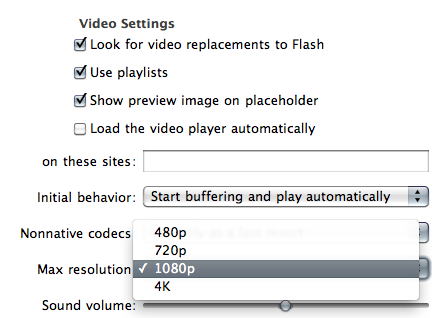 Video Settings
Look for video replacements to Flash
Use playlists
Show preview image on placeholder
Load the video player automatically
on these sites:
Initial behavior: Start buffering and play automatically
Nonnative codecs:
480p
720p
Max resolution: ✓ 1080p
4K
Sound volume: